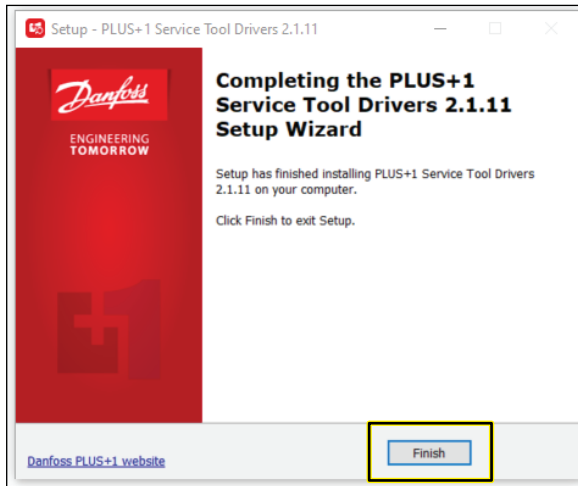 Setup - PLUS+1 Service Tool Drivers 2.1.11
Danfoss
ENGINEERING
TOMORROW
Completing the PLUS+1
Service Tool Drivers 2.1.11
Setup Wizard
Setup has finished installing PLUS+1 Service Tool Drivers
2.1.11 on your computer.
Click Finish to exit Setup.
+1
Danfoss PLUS+1 website
Finish